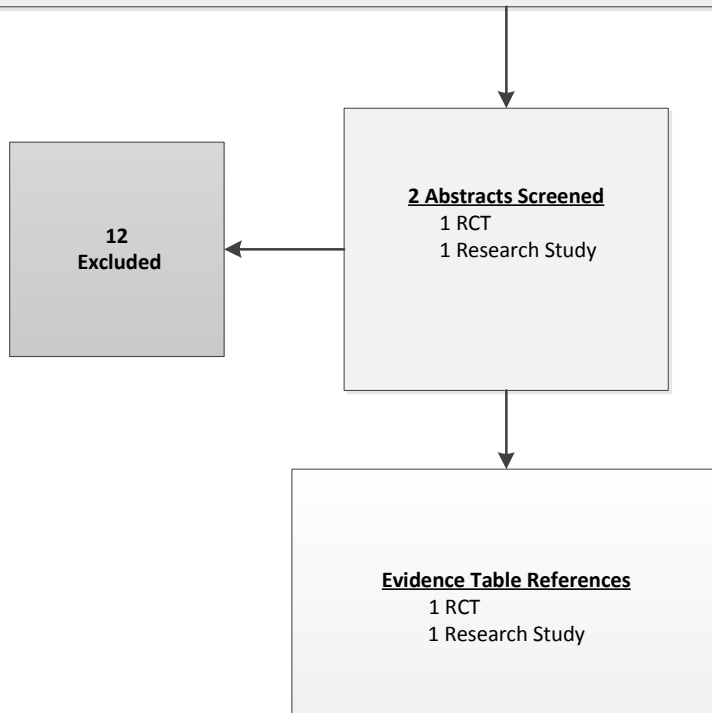 2 Abstracts Screened
1 RCT
1 Research Study
12
Excluded
Evidence Table References
1 RCT
1 Research Study